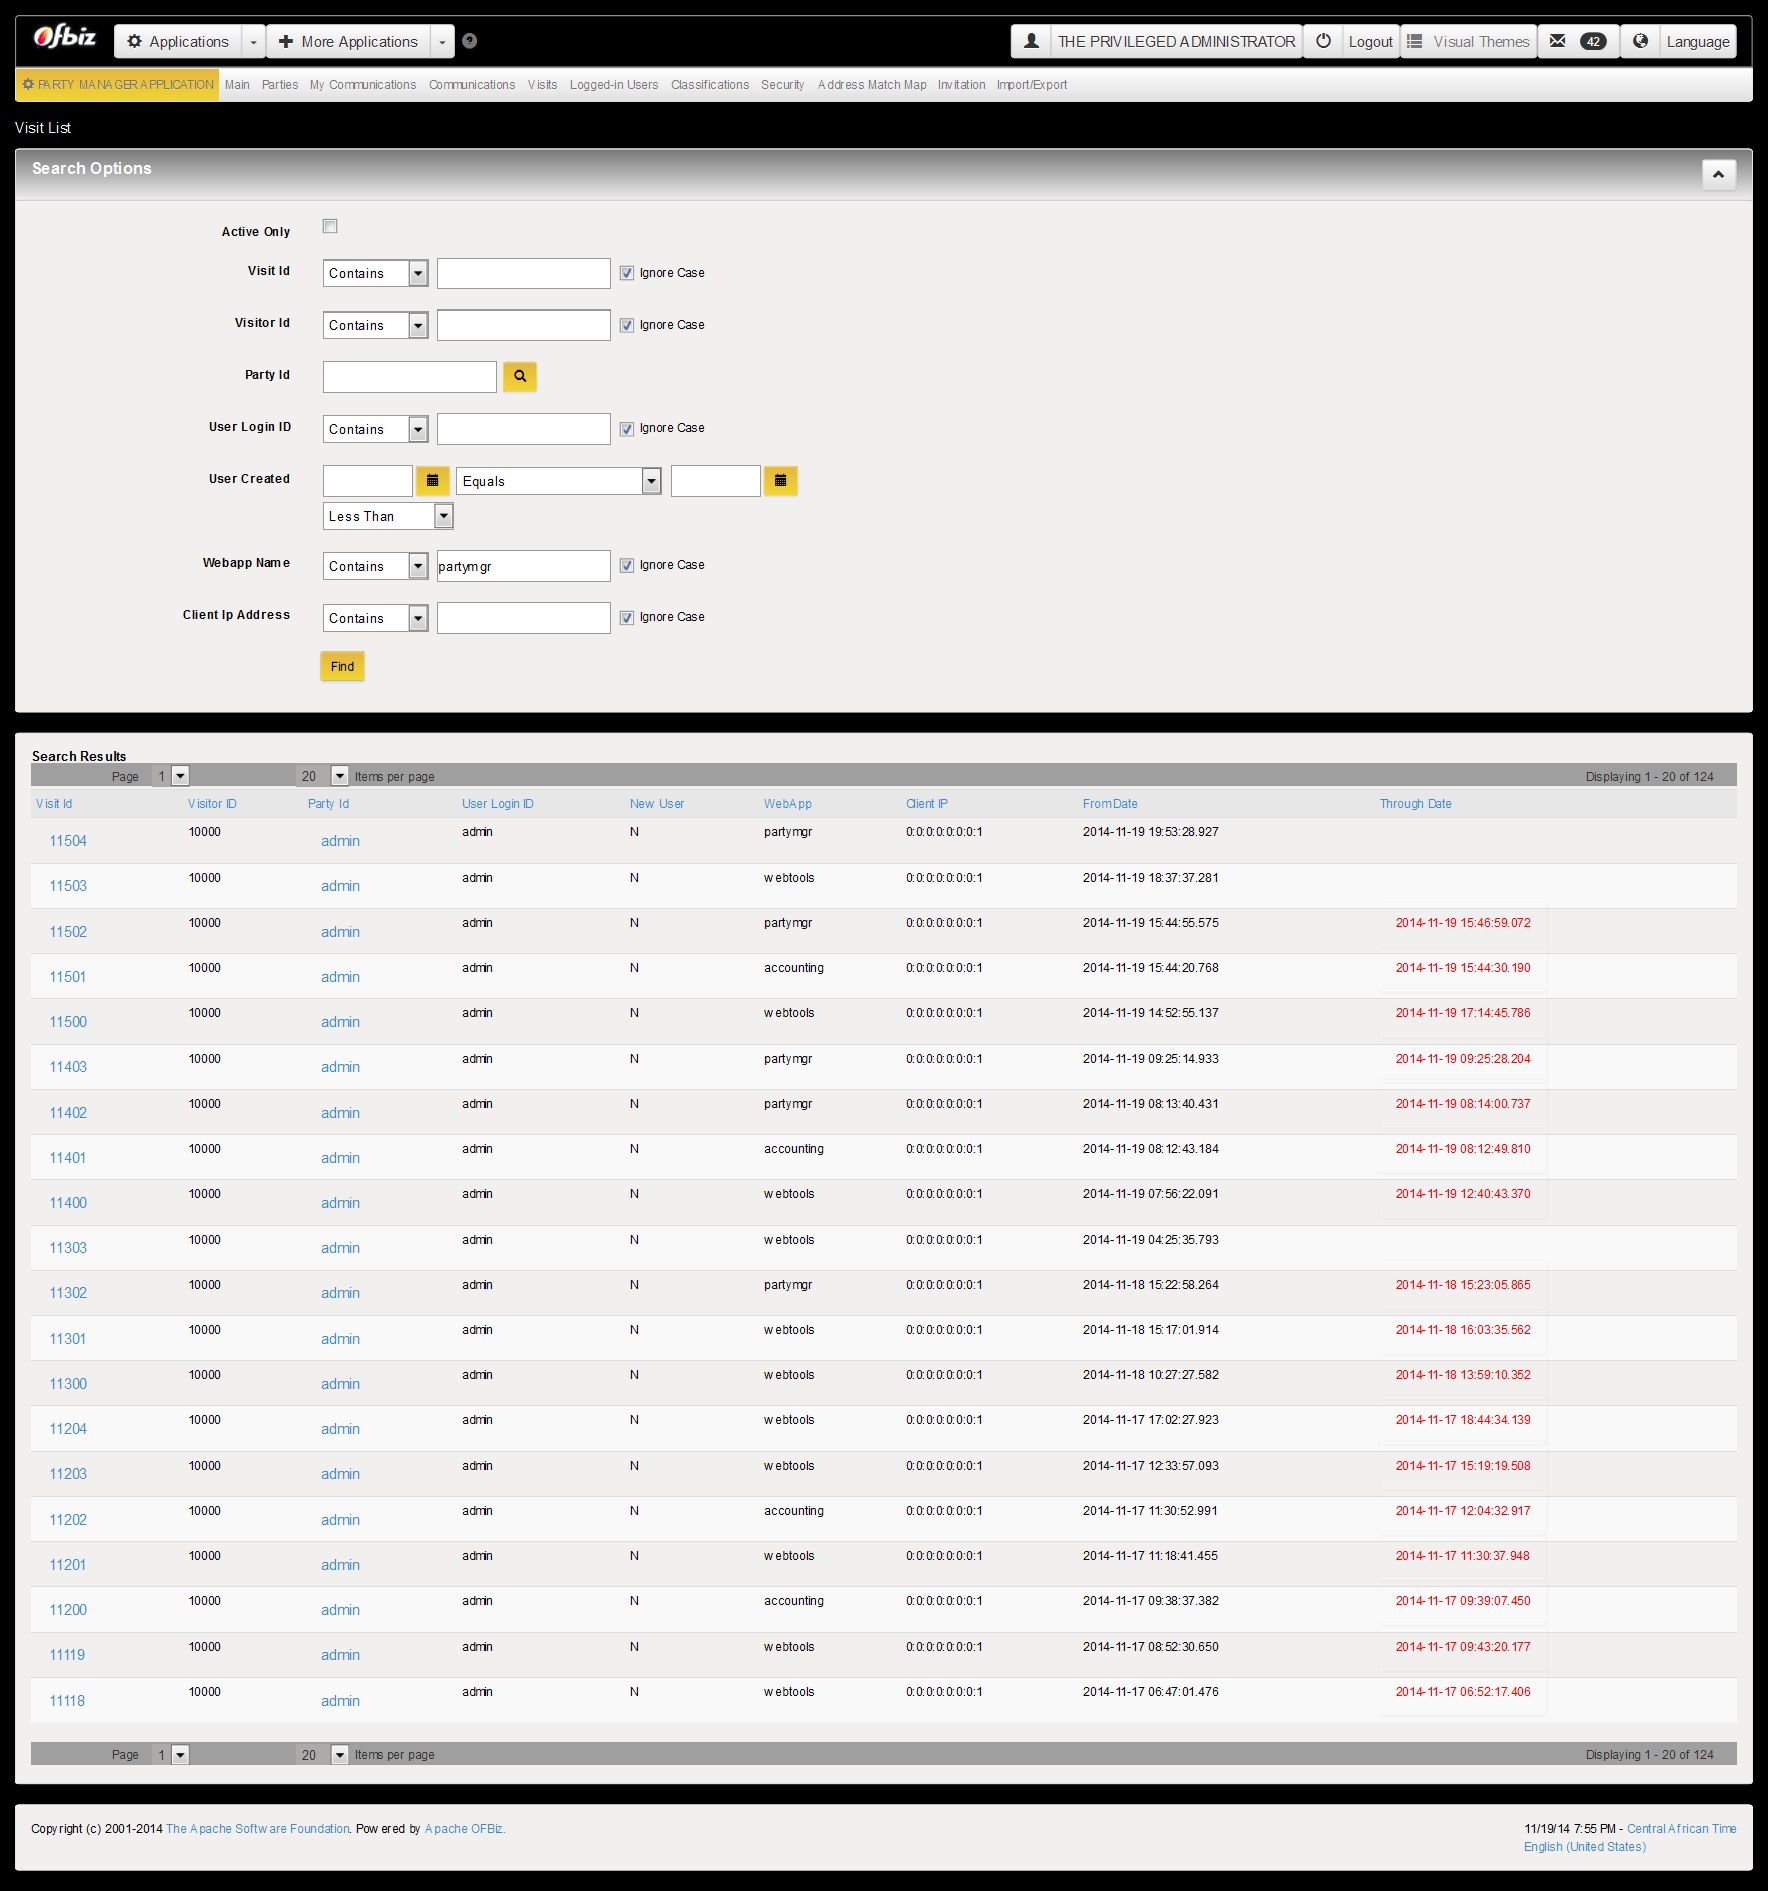 Ofbiz Applications More Applications THE PRIVILEGED ADMINISTRATOR Logout Visual Themes 42 Language
PARTY MANAGER APPLICATION Main Parties My Communications Communications Visits Logged-in Users Classifications Security Address Match Map Invitation Import/Export
Visit List
Search Options
Active Only
Visit Id Contains Ignore Case
Visitor Id Contains Ignore Case
Party Id
User Login ID Contains Ignore Case
User Created Equals
Less Than
Webapp Name Contains partymgr Ignore Case
Client Ip Address Contains Ignore Case
Find
Search Results
Page 1 20 Items per page Displaying 1 - 20 of 124
Visit Id Visitor ID Party Id User Login ID New User WebApp Client IP From Date Through Date
11504 10000 admin admin N partymgr 0:0:0:0:0:0:0:1 2014-11-19 19:53:28.927
11503 10000 admin admin N webtools 0:0:0:0:0:0:0:1 2014-11-19 18:37:37.281
11502 10000 admin admin N partymgr 0:0:0:0:0:0:0:1 2014-11-19 15:44:55.575 2014-11-19 15:46:59.072
11501 10000 admin admin N accounting 0:0:0:0:0:0:0:1 2014-11-19 15:44:20.768 2014-11-19 15:44:30.190
11500 10000 admin admin N webtools 0:0:0:0:0:0:0:1 2014-11-19 14:52:55.137 2014-11-19 17:14:45.786
11403 10000 admin admin N partymgr 0:0:0:0:0:0:0:1 2014-11-19 09:25:14.933 2014-11-19 09:25:28.204
11402 10000 admin admin N partymgr 0:0:0:0:0:0:0:1 2014-11-19 08:13:40.431 2014-11-19 08:14:00.737
11401 10000 admin admin N accounting 0:0:0:0:0:0:0:1 2014-11-19 08:12:43.184 2014-11-19 08:12:49.810
11400 10000 admin admin N webtools 0:0:0:0:0:0:0:1 2014-11-19 07:56:22.091 2014-11-19 12:40:43.370
11303 10000 admin admin N webtools 0:0:0:0:0:0:0:1 2014-11-19 04:25:35.793
11302 10000 admin admin N partymgr 0:0:0:0:0:0:0:1 2014-11-18 15:22:58.264 2014-11-18 15:23:05.865
11301 10000 admin admin N webtools 0:0:0:0:0:0:0:1 2014-11-18 15:17:01.914 2014-11-18 16:03:35.562
11300 10000 admin admin N webtools 0:0:0:0:0:0:0:1 2014-11-18 10:27:27.582 2014-11-18 13:59:10.352
11204 10000 admin admin N webtools 0:0:0:0:0:0:0:1 2014-11-17 17:02:27.923 2014-11-17 18:44:34.139
11203 10000 admin admin N webtools 0:0:0:0:0:0:0:1 2014-11-17 12:33:57.093 2014-11-17 15:19:19.508
11202 10000 admin admin N accounting 0:0:0:0:0:0:0:1 2014-11-17 11:30:52.991 2014-11-17 12:04:32.917
11201 10000 admin admin N webtools 0:0:0:0:0:0:0:1 2014-11-17 11:18:41.455 2014-11-17 11:30:37.948
11200 10000 admin admin N accounting 0:0:0:0:0:0:0:1 2014-11-17 09:38:37.382 2014-11-17 09:39:07.450
11119 10000 admin admin N webtools 0:0:0:0:0:0:0:1 2014-11-17 08:52:30.650 2014-11-17 09:43:20.177
11118 10000 admin admin N webtools 0:0:0:0:0:0:0:1 2014-11-17 06:47:01.476 2014-11-17 06:52:17.406
Page 1 20 Items per page Displaying 1 - 20 of 124
Copyright (c) 2001-2014 The Apache Software Foundation. Powered by Apache OFBiz. 11/19/14 7:55 PM - Central African Time
English (United States)